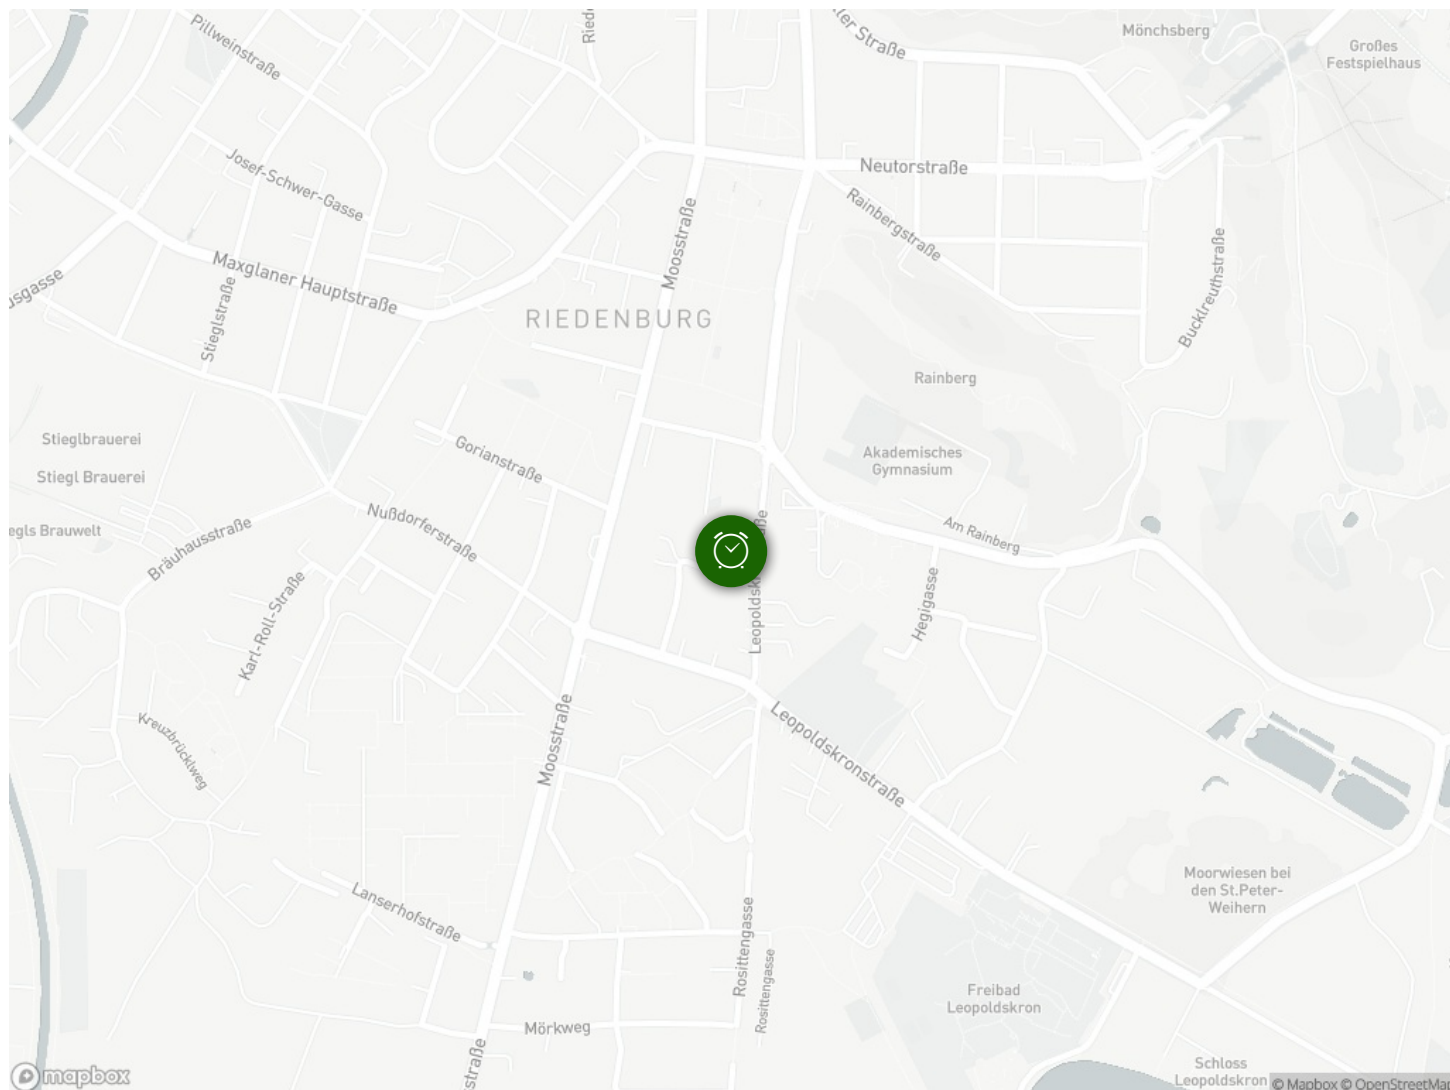 Pillweinstraße
Mönchsberg
Großes
Festspielhaus
Neutorstraße
Josef-Schwer-Gasse
Rainbergstraße
Moosstraße
Maxglaner Hauptstraße
Stieglstraße
Bucklreuthstraße
RIEDENBURG
Rainberg
Stieglbrauerei
Gorianstraße
Akademisches
Gymnasium
Stiegl Brauerei
Nußdorferstraße
Bräuhausstraße
Am Rainberg
Karl-Roll-Straße
Hegigasse
Kreuzbrücklweg
Moosstraße
Leopoldskronstraße
Moorwiesen bei
den St.Peter-
Weihern
Lanserhofstraße
Rosittengasse
Rosittengasse
Freibad
Leopoldskron
Mörkweg
Schloss
Leopoldskron
mapbox
© Mapbox © OpenStreetMap